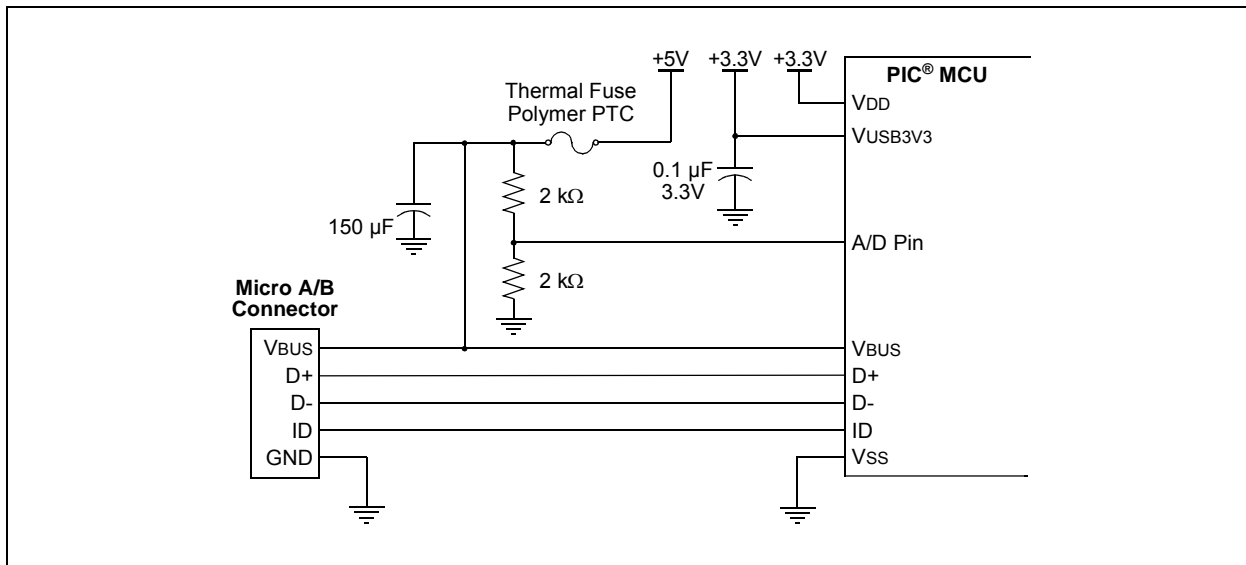 +5V
+3.3V
+3.3V
PIC® MCU
Thermal Fuse
Polymer PTC
VDD
VUSB3V3
0.1 µF
3.3V
2 kΩ
150 µF
A/D Pin
2 kΩ
Micro A/B
Connector
VBUS
VBUS
D+
D+
D-
D-
ID
ID
GND
VSS